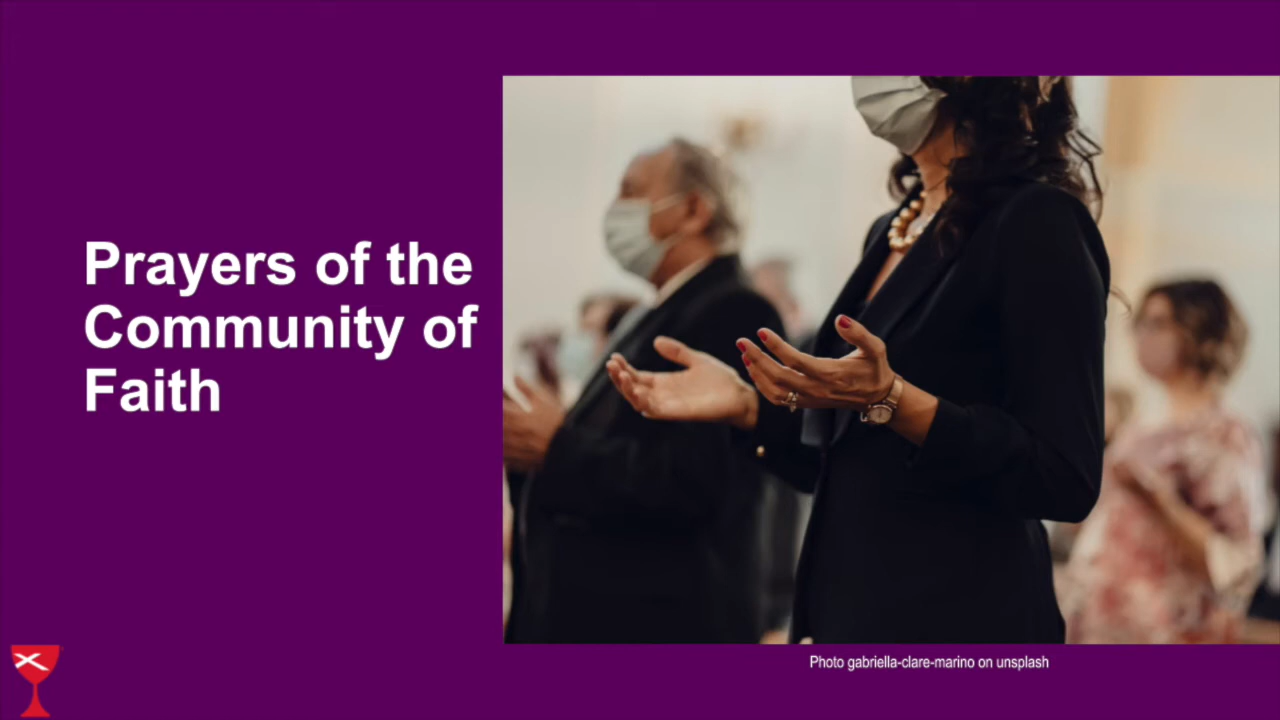 Prayers of the
Community of
Faith
Photo gabriella-clare-marino on unsplash